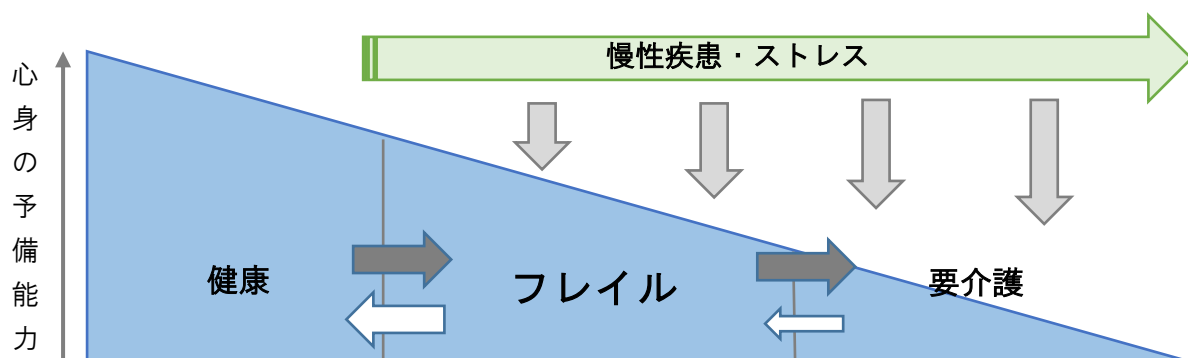 慢性疾患・ストレス
心身の予備能力
健康
フレイル
要介護